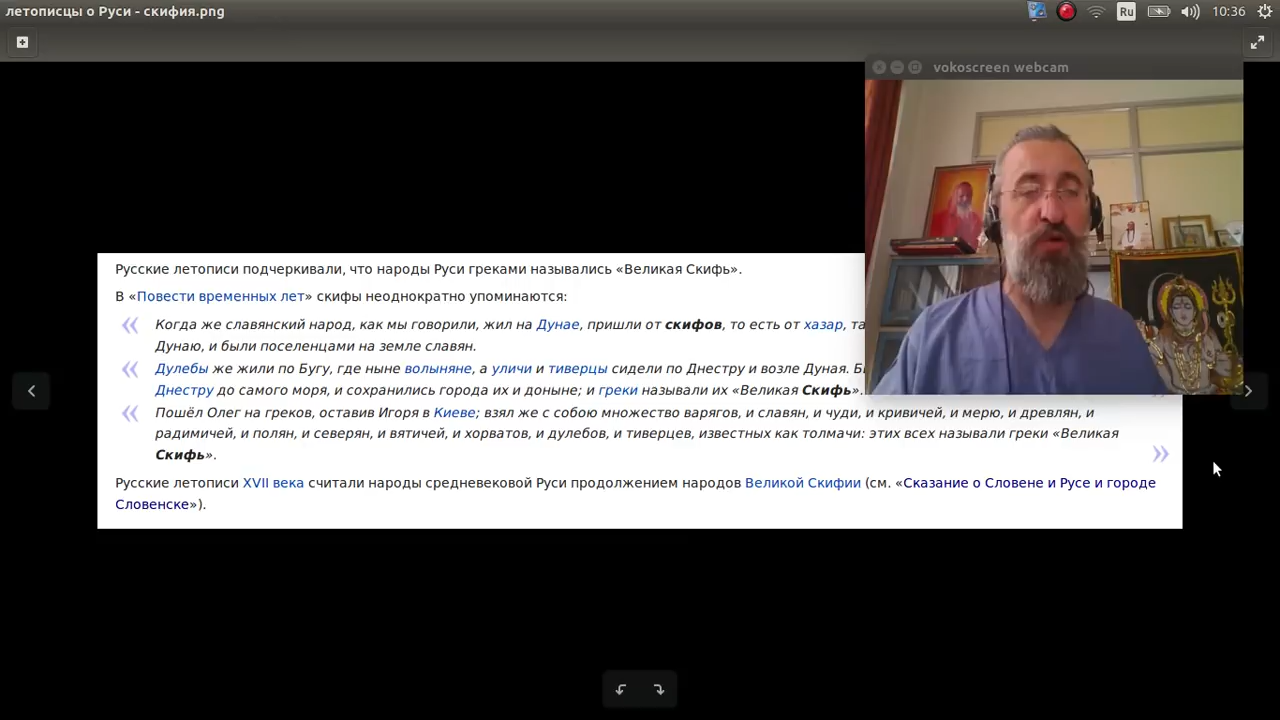 летописцы о Руси - скифия.png
Ru
10:36
vokoscreen webcam
Русские летописи подчеркивали, что народы Руси греками назывались «Великая Скифь».
В «Повести временных лет» скифы неоднократно упоминаются:
« Когда же славянский народ, как мы говорили, жил на Дунае, пришли от скифов, то есть от хазар,
Дунаю, и были поселенцами на земле славян.
« Дулебы же жили по Бугу, где ныне волыняне, а уличи и тиверцы сидели по Днестру и возле Дуная.
Днестру до самого моря, и сохранились города их и доныне; и греки называли их «Великая Скифь».
« Пошёл Олег на греков, оставив Игоря в Киеве; взял же с собою множество варягов, и славян, и чуди, и кривичей, и мерю, и древлян, и
радимичей, и полян, и северян, и вятичей, и хорватов, и дулебов, и тиверцев, известных как толмачи: этих всех называли греки «Великая
Скифь». »
Русские летописи XVII века считали народы средневековой Руси продолжением народов Великой Скифии (см. «Сказание о Словене и Русе и городе
Словенске»).